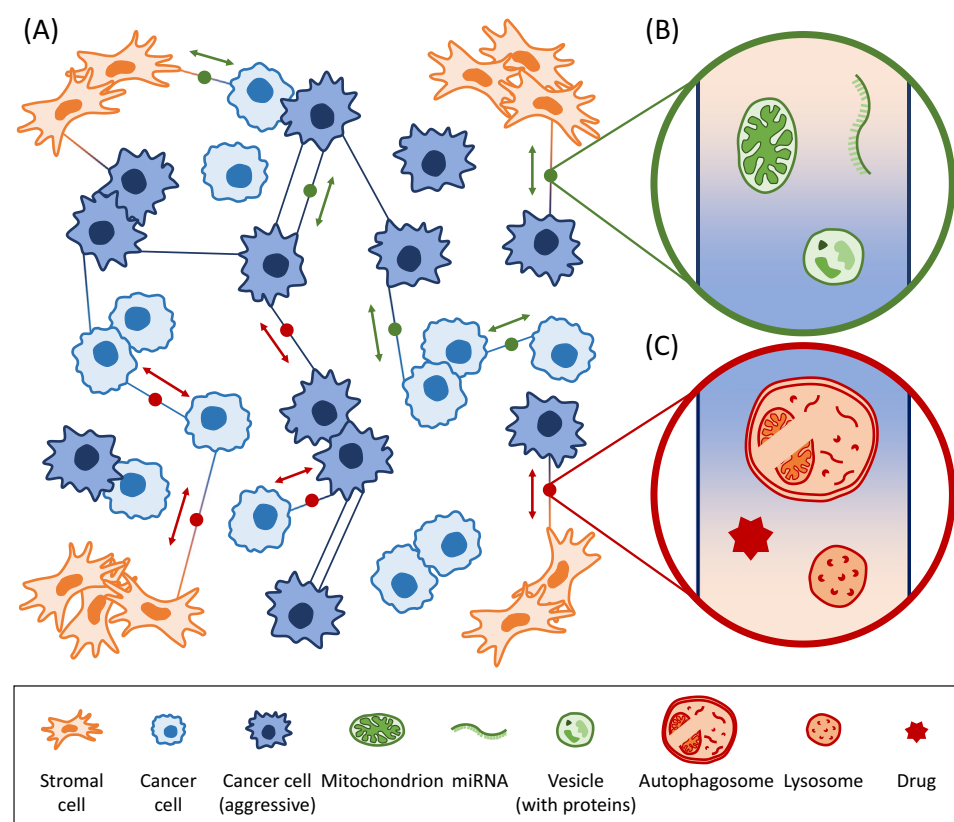 (A)
(B)
(C)
Stromal cell
Cancer cell
Cancer cell (aggressive)
Mitochondrion
miRNA
Vesicle (with proteins)
Autophagosome
Lysosome
Drug